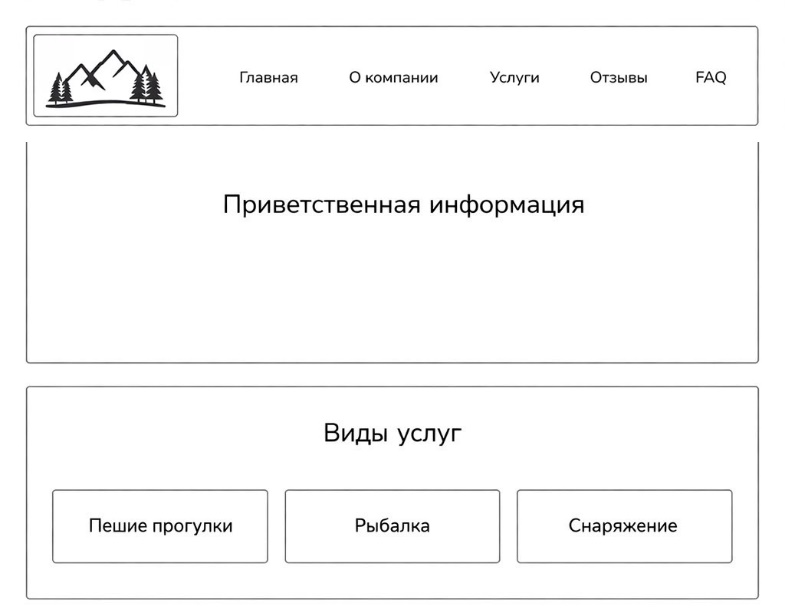 Главная О компании Услуги Отзывы FAQ
Приветственная информация
Виды услуг
Пешие прогулки Рыбалка Снаряжение